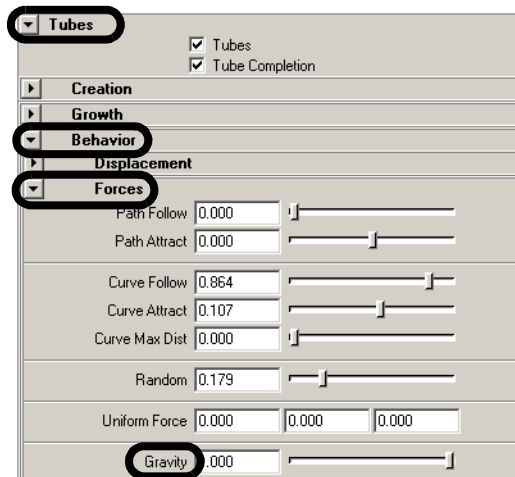 Tubes
Tubes
Tube Completion
Creation
Growth
Behavior
Displacement
Forces
Path Follow 0.000
Path Attract 0.000
Curve Follow 0.864
Curve Attract 0.107
Curve Max Dist 0.000
Random 0.179
Uniform Force 0.000 0.000 0.000
Gravity .000